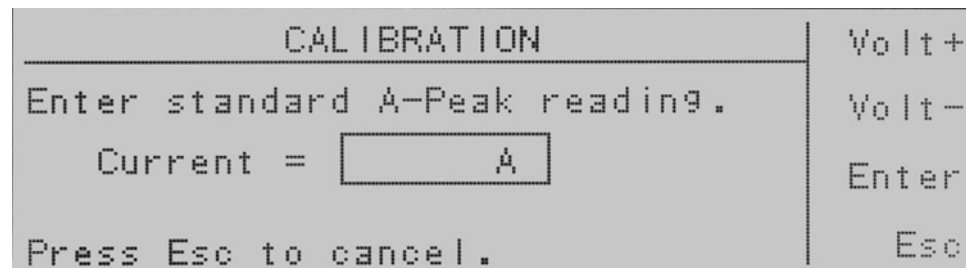 CALIBRATION
Enter standard A-Peak reading.
Current = A
Press Esc to cancel.
Volt+
Volt-
Enter
Esc